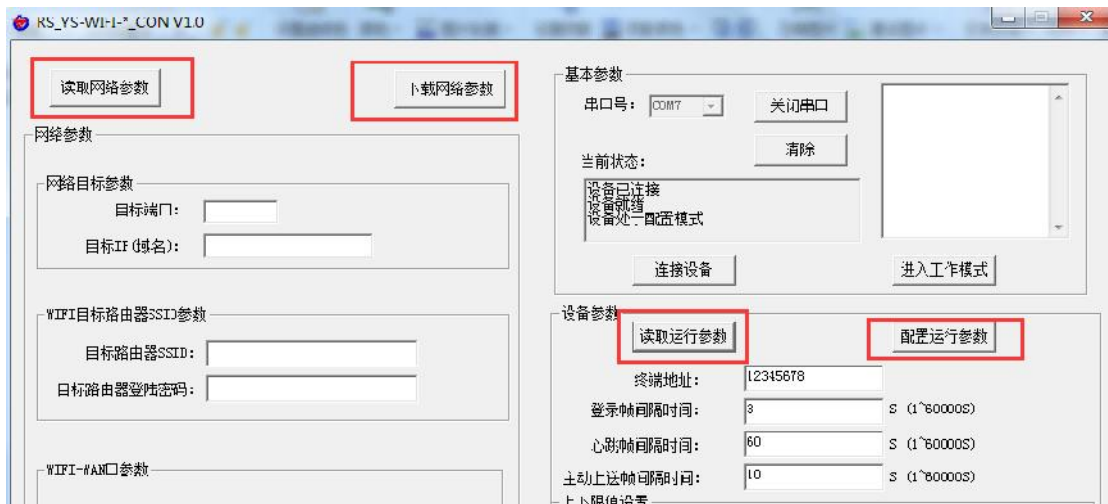 RS_YS-WIFI-*_CON V1.0
读取网络参数
下载网络参数
网络参数
网络目标参数
目标端口:
目标IP(域名):
WIFI目标路由器SSID参数
目标路由器SSID:
目标路由器登陆密码:
WIFI-WAN口参数
基本参数
串口号: COM7
关闭串口
清除
当前状态:
设备已连接
设备就绪
设备处于配置模式
连接设备
进入工作模式
设备参数
读取运行参数
配置运行参数
终端地址: 12345678
登录帧间隔时间: 3 S (1~60000S)
心跳帧间隔时间: 60 S (1~60000S)
主动上送帧间隔时间: 10 S (1~60000S)
上下限值设置